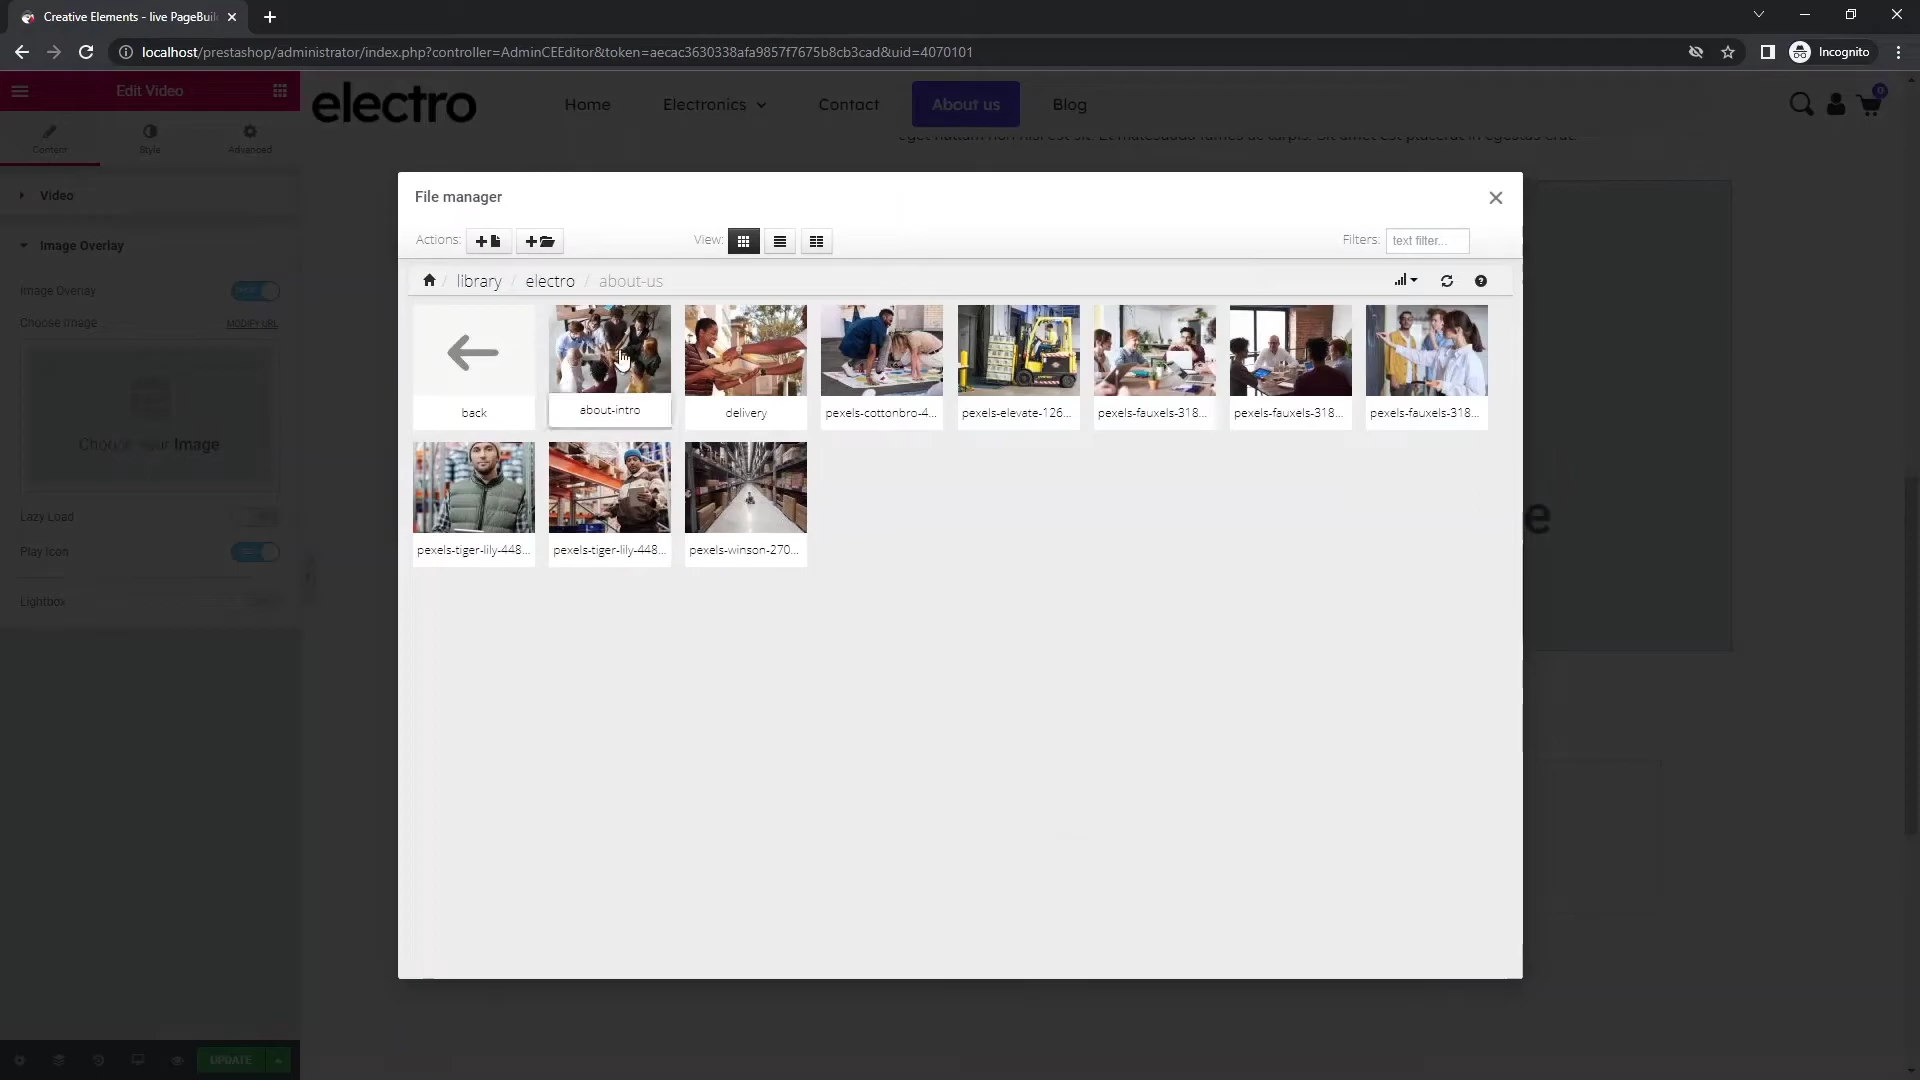 Creative Elements - live PageBuil
localhost/prestashop/administrator/index.php?controller=AdminCEEditor&token=aecac3630338afa9857f7675b8cb3cad&uid=4070101
Incognito
Edit Video
electro
Home
Electronics
Contact
About us
Blog
0
Content
Style
Advanced
Video
Image Overlay
Image Overlay
Choose Image
MODIFY URL
Choose Your Image
Lazy Load
Play Icon
Lightbox
UPDATE
File manager
Actions:
View:
Filters:
text filter...
library / electro / about-us
back
about-intro
delivery
pexels-cottonbro-4...
pexels-elevate-126...
pexels-fauxels-318...
pexels-fauxels-318...
pexels-fauxels-318...
pexels-tiger-lily-448...
pexels-tiger-lily-448...
pexels-winson-270...